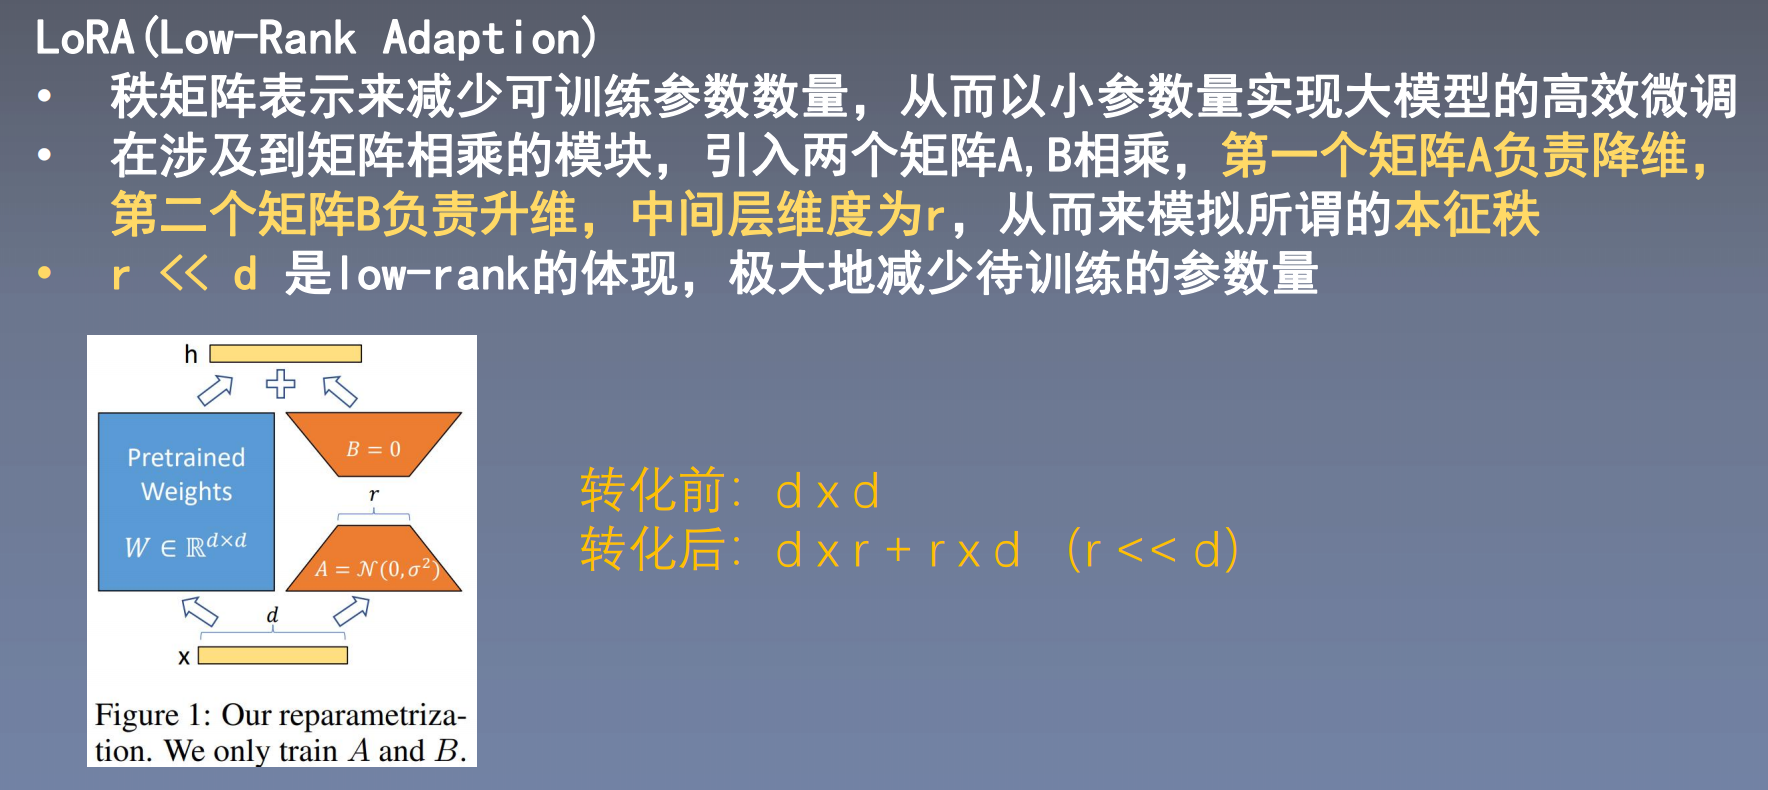 LoRA(Low-Rank Adaption)
• 秩矩阵表示来减少可训练参数数量，从而以小参数量实现大模型的高效微调
• 在涉及到矩阵相乘的模块，引入两个矩阵A,B相乘，第一个矩阵A负责降维，
第二个矩阵B负责升维，中间层维度为r，从而来模拟所谓的本征秩
• r << d 是low-rank的体现，极大地减少待训练的参数量
h
Pretrained
Weights
W ∈ ℝ^{d×d}
B = 0
r
A = 𝒩(0, σ²)
d
x
Figure 1: Our reparametriza-
tion. We only train A and B.
转化前：d x d
转化后：d x r + r x d （r << d）